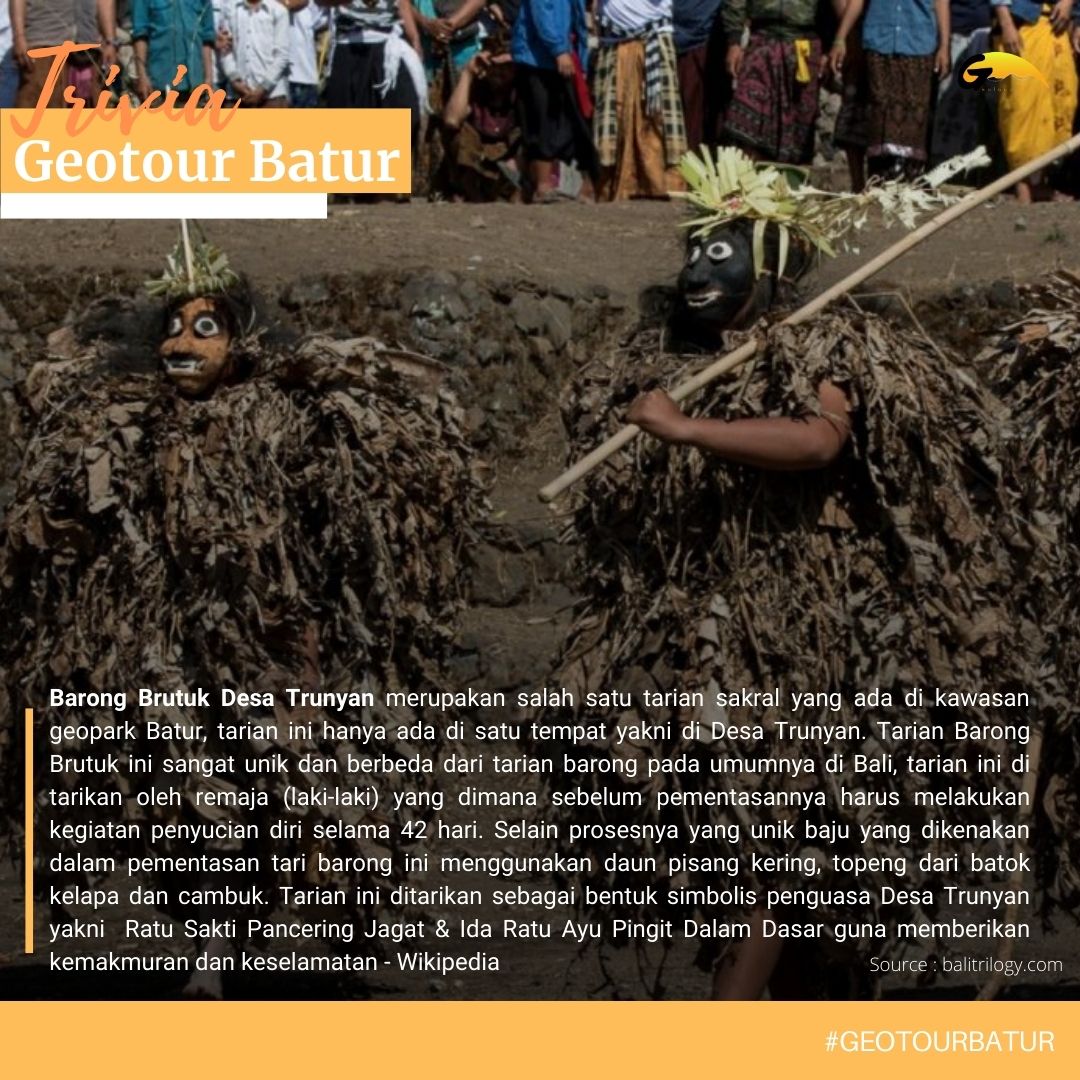 Trivia
Geotour Batur
Barong Brutuk Desa Trunyan merupakan salah satu tarian sakral yang ada di kawasan
geopark Batur, tarian ini hanya ada di satu tempat yakni di Desa Trunyan. Tarian Barong
Brutuk ini sangat unik dan berbeda dari tarian barong pada umumnya di Bali, tarian ini di
tarikan oleh remaja (laki-laki) yang dimana sebelum pementasannya harus melakukan
kegiatan penyucian diri selama 42 hari. Selain prosesnya yang unik baju yang dikenakan
dalam pementasan tari barong ini menggunakan daun pisang kering, topeng dari batok
kelapa dan cambuk. Tarian ini ditarikan sebagai bentuk simbolis penguasa Desa Trunyan
yakni Ratu Sakti Pancering Jagat & Ida Ratu Ayu Pingit Dalam Dasar guna memberikan
kemakmuran dan keselamatan - Wikipedia
Source : balitrilogy.com
#GEOTOURBATUR